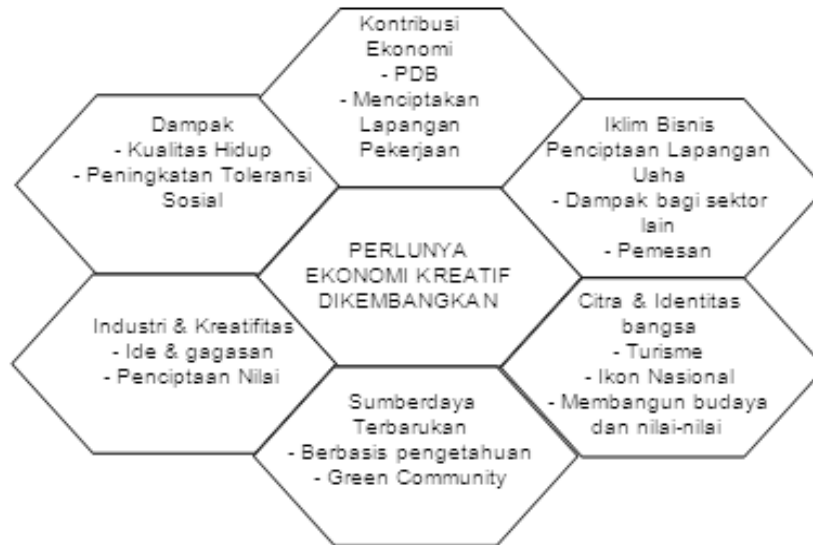 Kontribusi
Ekonomi
- PDB
- Menciptakan
Lapangan
Pekerjaan
Dampak
- Kualitas Hidup
- Peningkatan Toleransi
Sosial
Iklim Bisnis
Penciptaan Lapangan
Uaha
- Dampak bagi sektor
lain
- Pemesan
PERLUNYA
EKONOMI KREATIF
DIKEMBANGKAN
Industri & Kreatifitas
- Ide & gagasan
- Penciptaan Nilai
Citra & Identitas
bangsa
- Turisme
- Ikon Nasional
- Membangun budaya
dan nilai-nilai
Sumberdaya
Terbarukan
- Berbasis pengetahuan
- Green Community